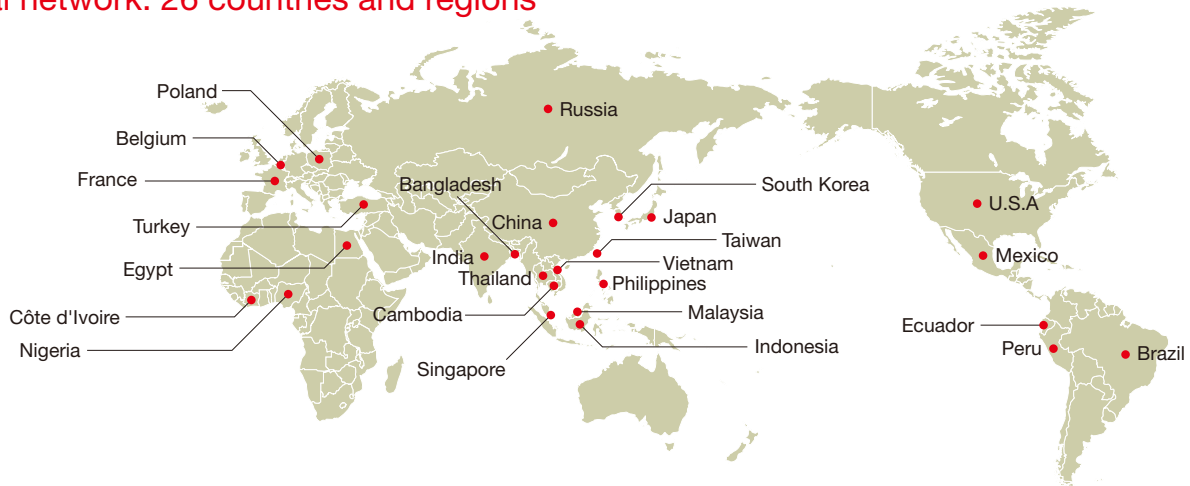 network: 26 countries and regions
Poland
Russia
Belgium
France
Bangladesh
South Korea
U.S.A
Turkey
China
Japan
Taiwan
Egypt
India
Vietnam
Mexico
Thailand
Philippines
Côte d'Ivoire
Cambodia
Malaysia
Ecuador
Nigeria
Indonesia
Peru
Brazil
Singapore